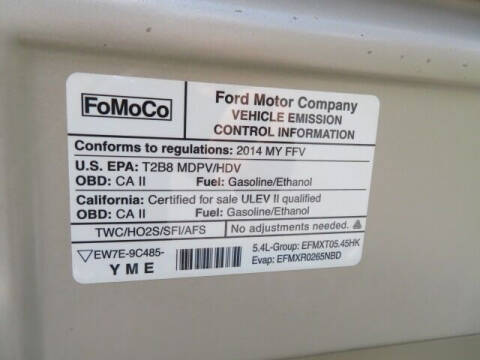 FoMoCo
Ford Motor Company
VEHICLE EMISSION
CONTROL INFORMATION
Conforms to regulations: 2014 MY FFV
U.S. EPA: T2B8 MDPV/HDV
OBD: CA II Fuel: Gasoline/Ethanol
California: Certified for sale ULEV II qualified
OBD: CA II Fuel: Gasoline/Ethanol
TWC/HO2S/SFI/AFS No adjustments needed.
EW7E-9C485-
YME
5.4L-Group: EFMXT05.45HK
Evap: EFMXR0265NBD